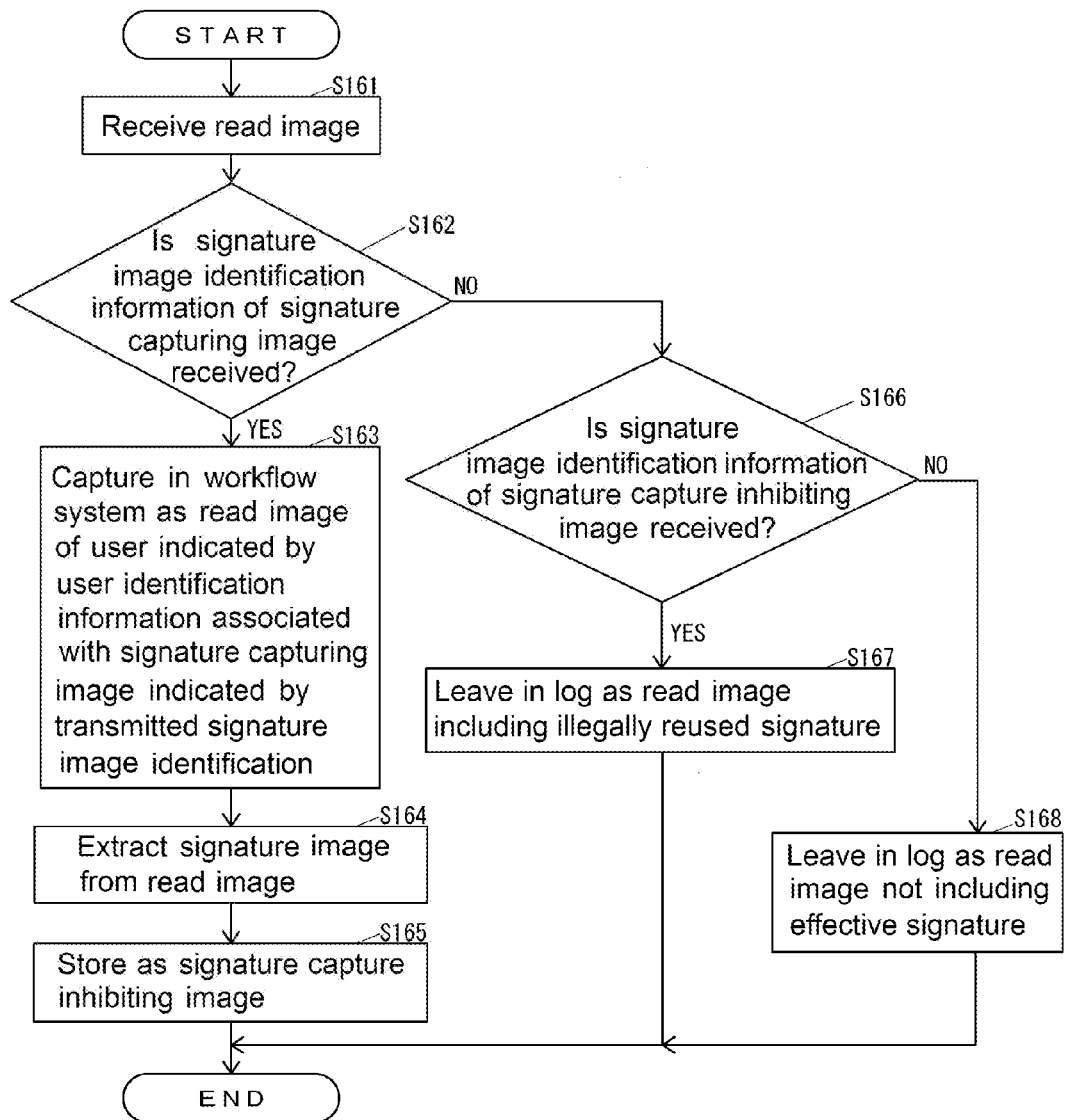 START
S161
Receive read image
S162
Is signature
image identification
information of signature
capturing image
received?
NO
YES
S163
Capture in workflow
system as read image
of user indicated by
user identification
information associated
with signature capturing
image indicated by
transmitted signature
image identification
S164
Extract signature image
from read image
S165
Store as signature capture
inhibiting image
S166
Is signature
image identification information
of signature capture inhibiting
image received?
NO
YES
S167
Leave in log as read image
including illegally reused signature
S168
Leave in log as read
image not including
effective signature
END